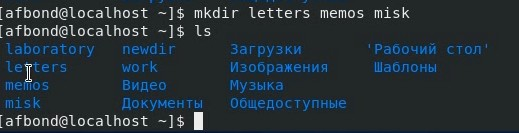 [afbond@localhost ~]$ mkdir letters memos misk
[afbond@localhost ~]$ ls
laboratory newdir Загрузки 'Рабочий стол'
letters work Изображения Шаблоны
memos Видео Музыка
misk Документы Общедоступные
[afbond@localhost ~]$